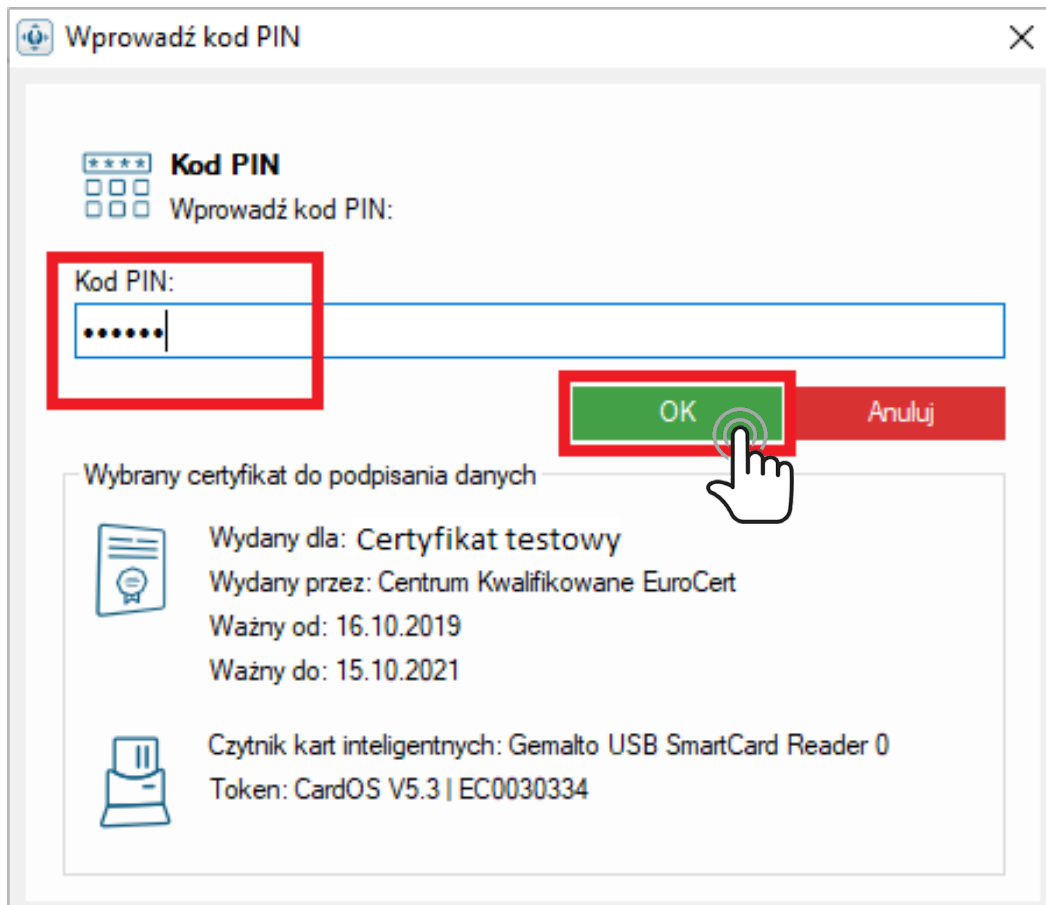 Wprowadź kod PIN
Kod PIN
Wprowadź kod PIN:
Kod PIN:
••••••
OK
Anuluj
Wybrany certyfikat do podpisania danych
Wydany dla: Certyfikat testowy
Wydany przez: Centrum Kwalifikowane EuroCert
Ważny od: 16.10.2019
Ważny do: 15.10.2021
Czytnik kart inteligentnych: Gemalto USB SmartCard Reader 0
Token: CardOS V5.3 | EC0030334